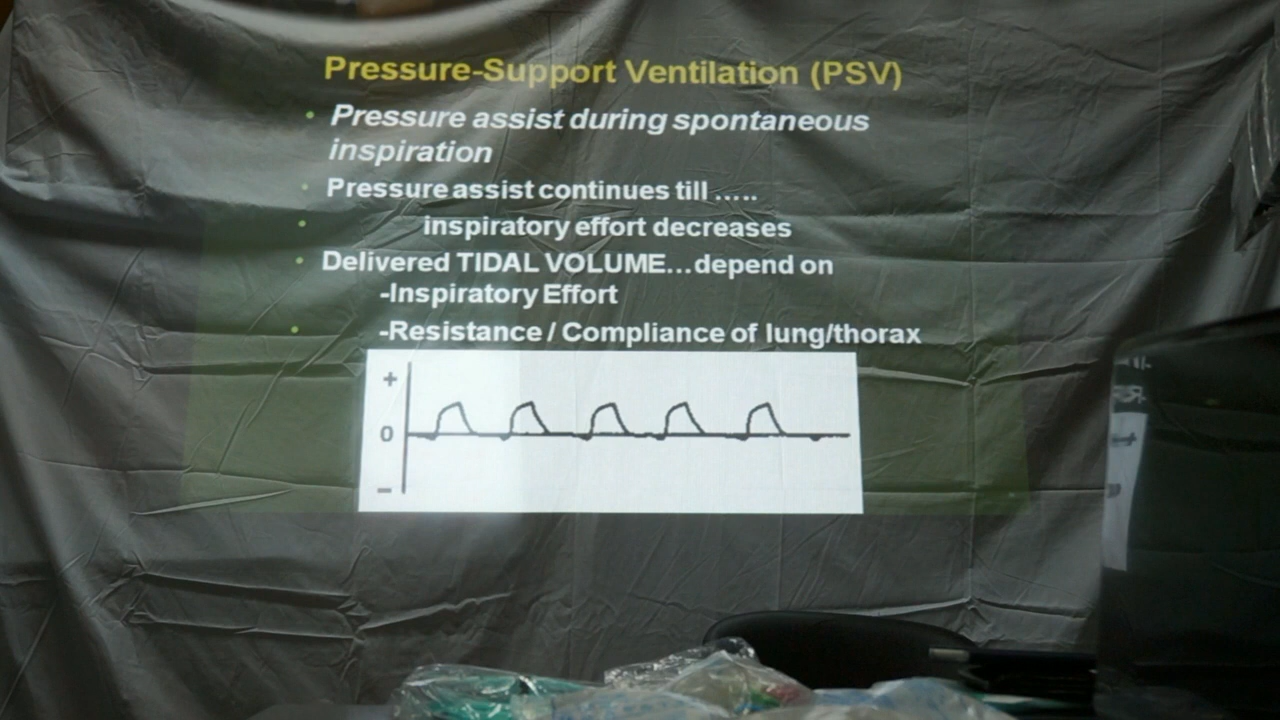 Pressure-Support Ventilation (PSV)
• Pressure assist during spontaneous
inspiration
• Pressure assist continues till .....
• inspiratory effort decreases
• Delivered TIDAL VOLUME...depend on
-Inspiratory Effort
• -Resistance / Compliance of lung/thorax
+
0
−